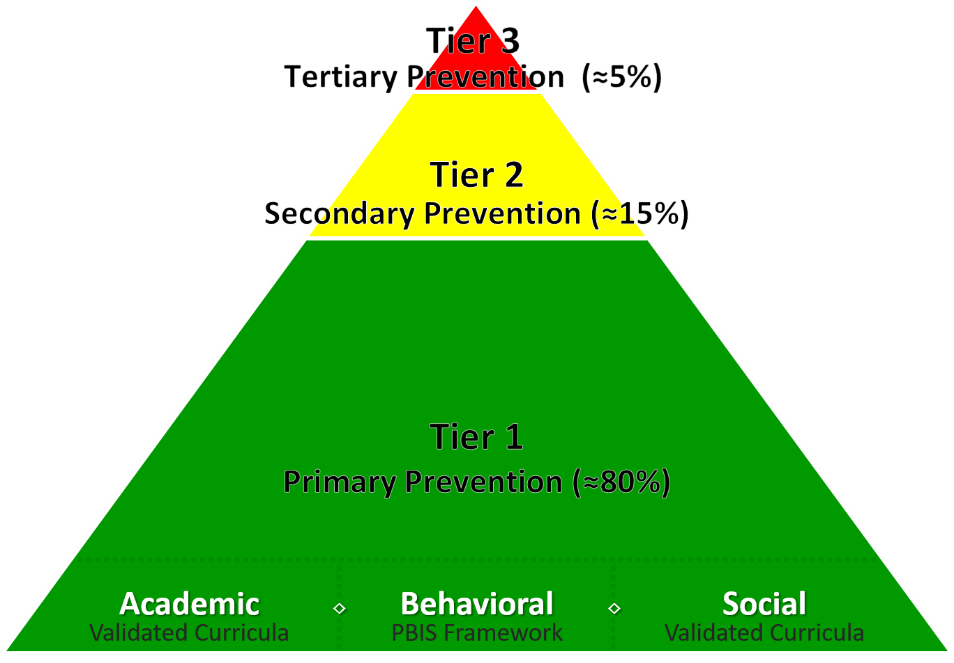 Tier 3
Tertiary Prevention (≈5%)
Tier 2
Secondary Prevention (≈15%)
Tier 1
Primary Prevention (≈80%)
Academic ◇ Behavioral ◇ Social
Validated Curricula PBIS Framework Validated Curricula